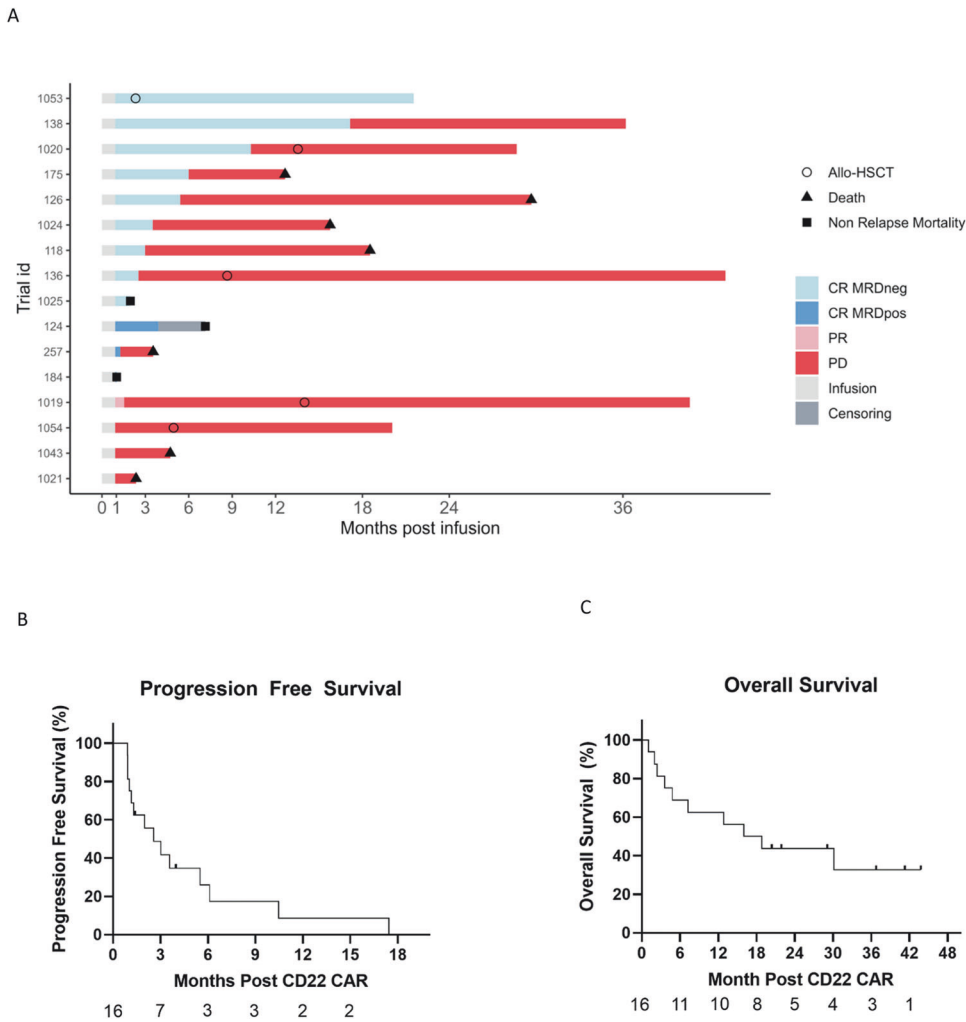 A
Trial id
1053
138
1020
175
126
1024
118
136
1025
124
257
184
1019
1054
1043
1021
0 1 3 6 9 12 18 24 36
Months post infusion
Allo-HSCT
Death
Non Relapse Mortality
CR MRDneg
CR MRDpos
PR
PD
Infusion
Censoring
B
Progression Free Survival
Progression Free Survival (%)
100
80
60
40
20
0
0 3 6 9 12 15 18
Months Post CD22 CAR
16 7 3 3 2 2
C
Overall Survival
Overall Survival (%)
100
80
60
40
20
0
0 6 12 18 24 30 36 42 48
Month Post CD22 CAR
16 11 10 8 5 4 3 1